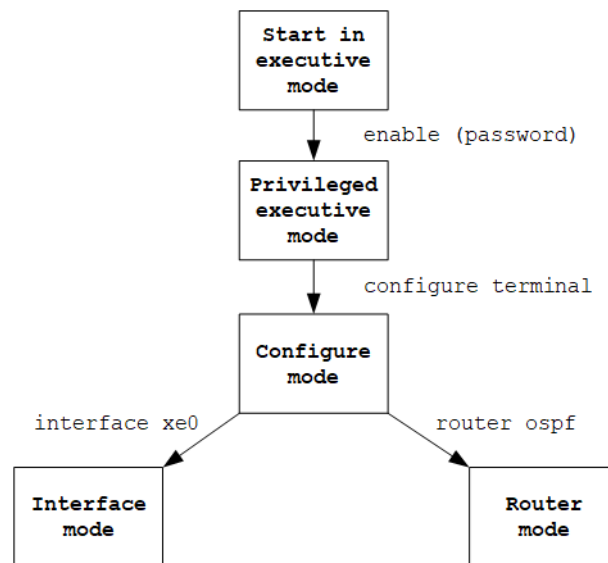 Start in
executive
mode
enable (password)
Privileged
executive
mode
configure terminal
Configure
mode
interface xe0
router ospf
Interface
mode
Router
mode